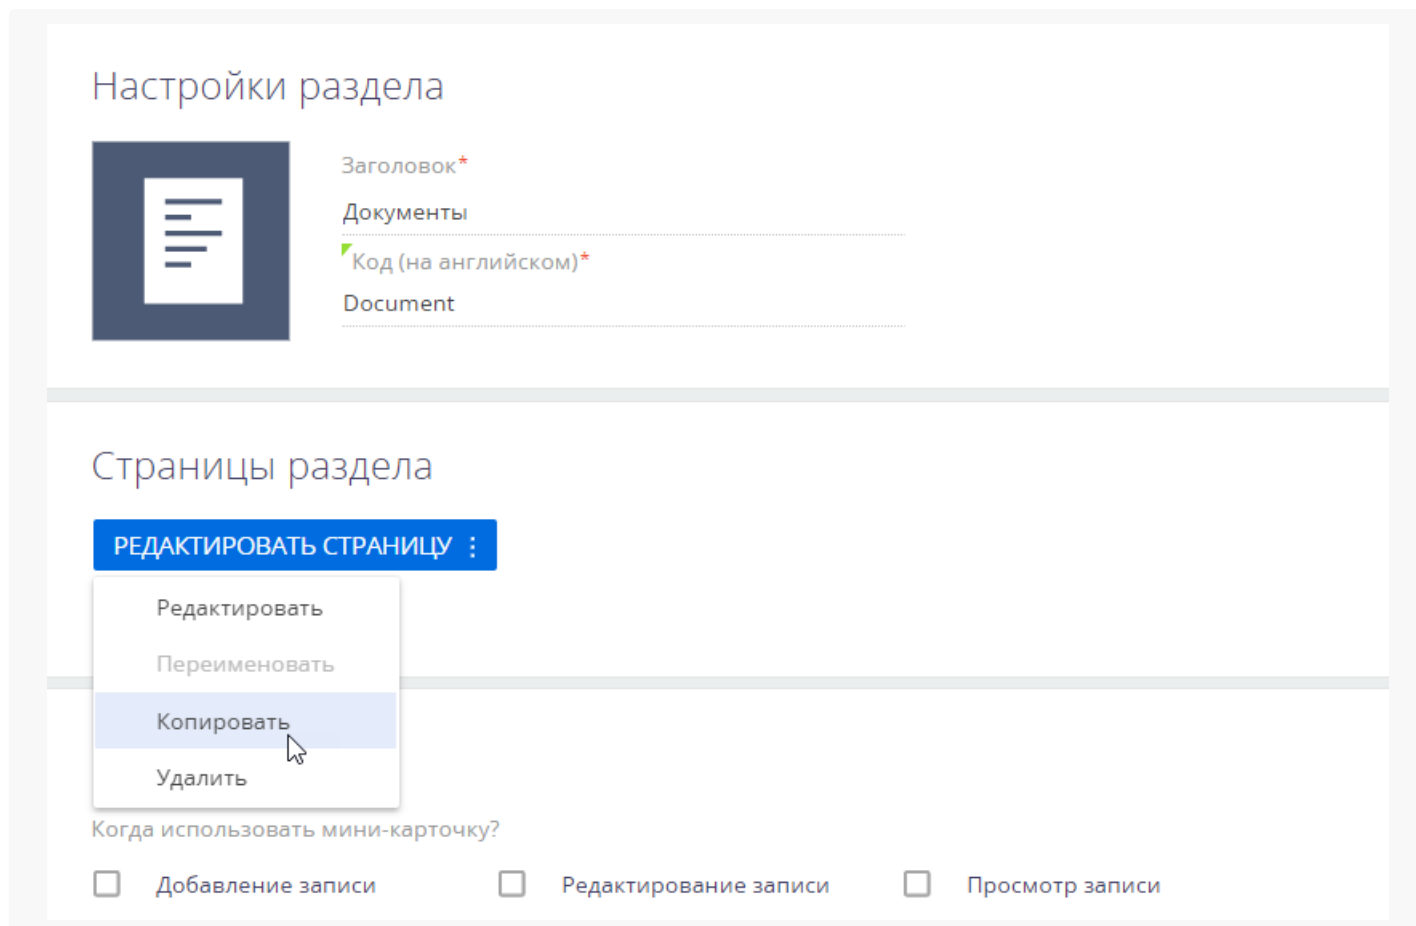 Настройки раздела
Заголовок*
Документы
Код (на английском)*
Document
Страницы раздела
РЕДАКТИРОВАТЬ СТРАНИЦУ
Редактировать
Переименовать
Копировать
Удалить
Когда использовать мини-карточку?
Добавление записи Редактирование записи Просмотр записи